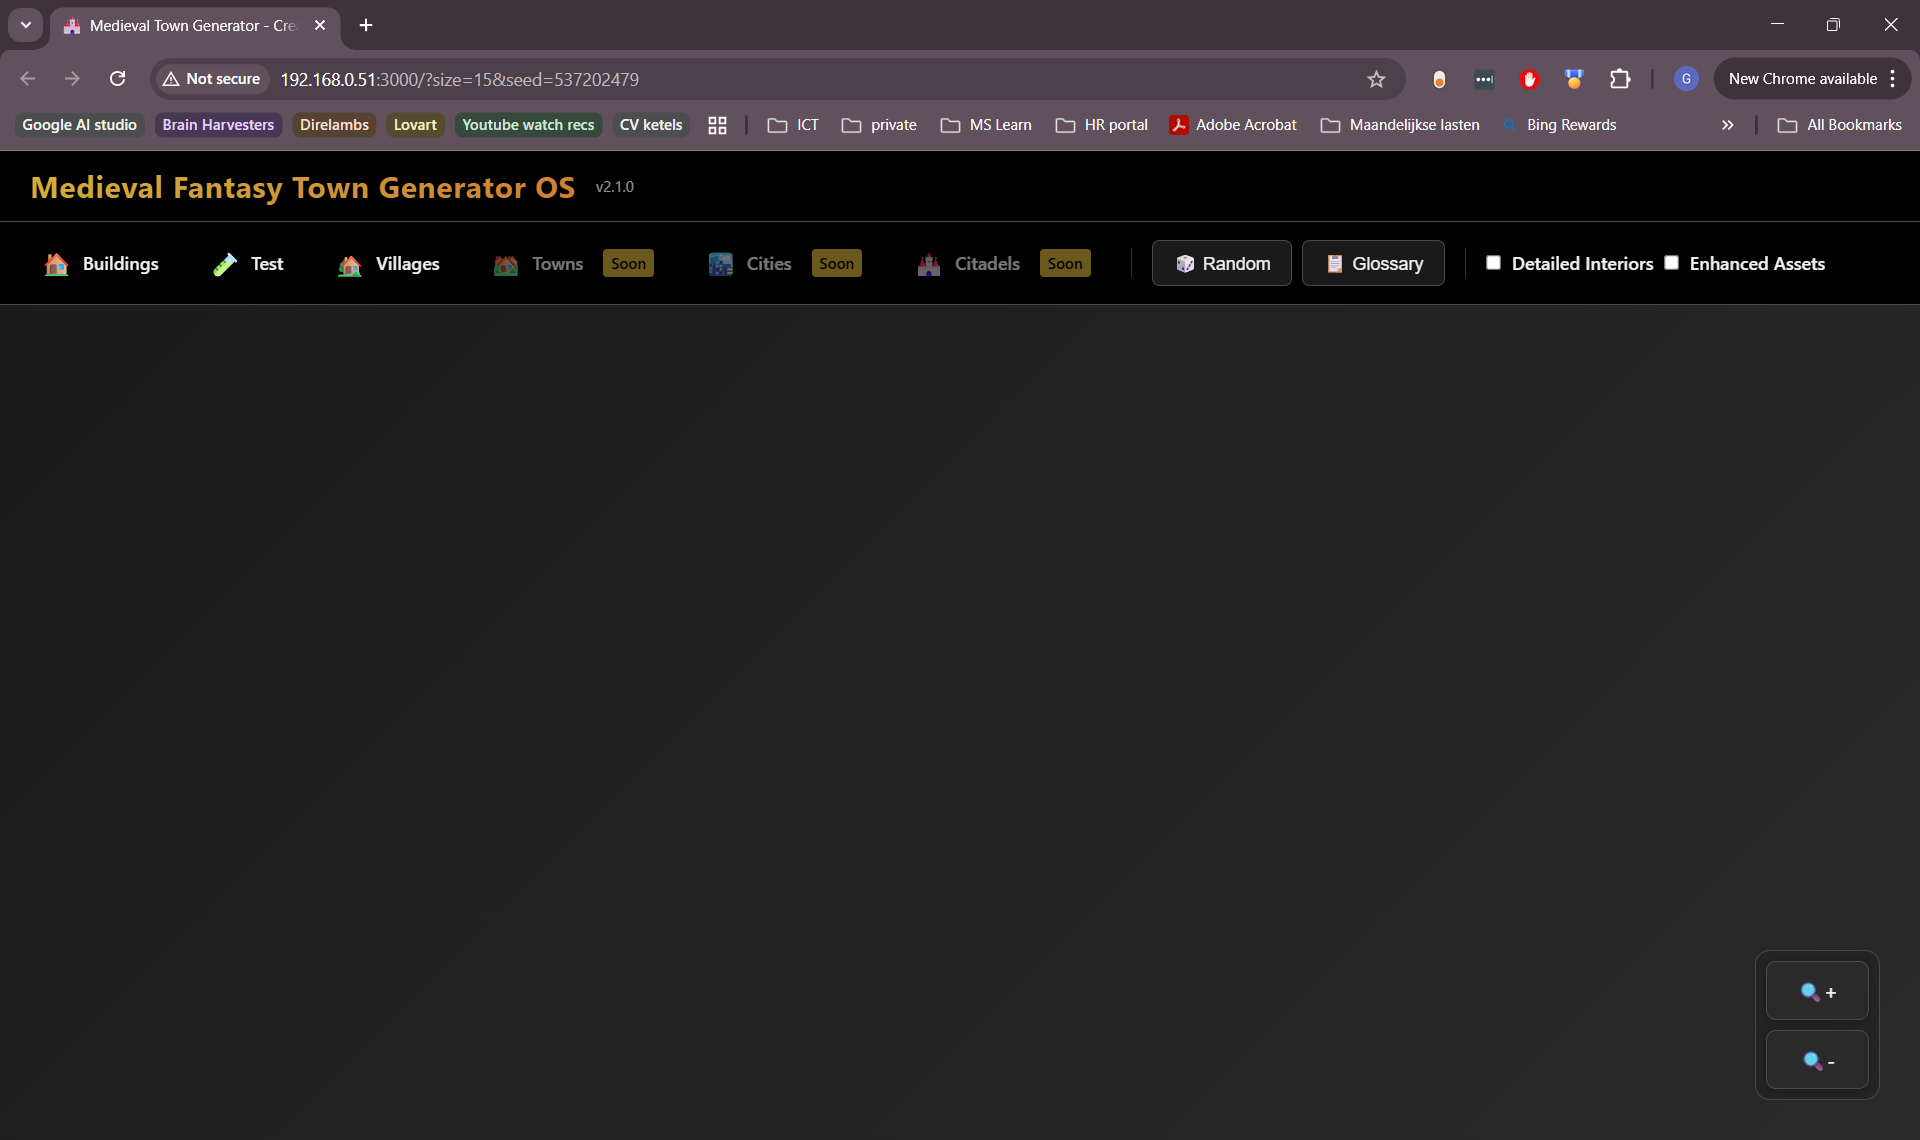 Medieval Town Generator - Cre
Not secure 192.168.0.51:3000/?size=15&seed=537202479 G New Chrome available
Google AI studio Brain Harvesters Direlambs Lovart Youtube watch recs CV ketels ICT private MS Learn HR portal Adobe Acrobat Maandelijkse lasten Bing Rewards » All Bookmarks
Medieval Fantasy Town Generator OS v2.1.0
Buildings Test Villages Towns Soon Cities Soon Citadels Soon Random Glossary Detailed Interiors Enhanced Assets
+
-